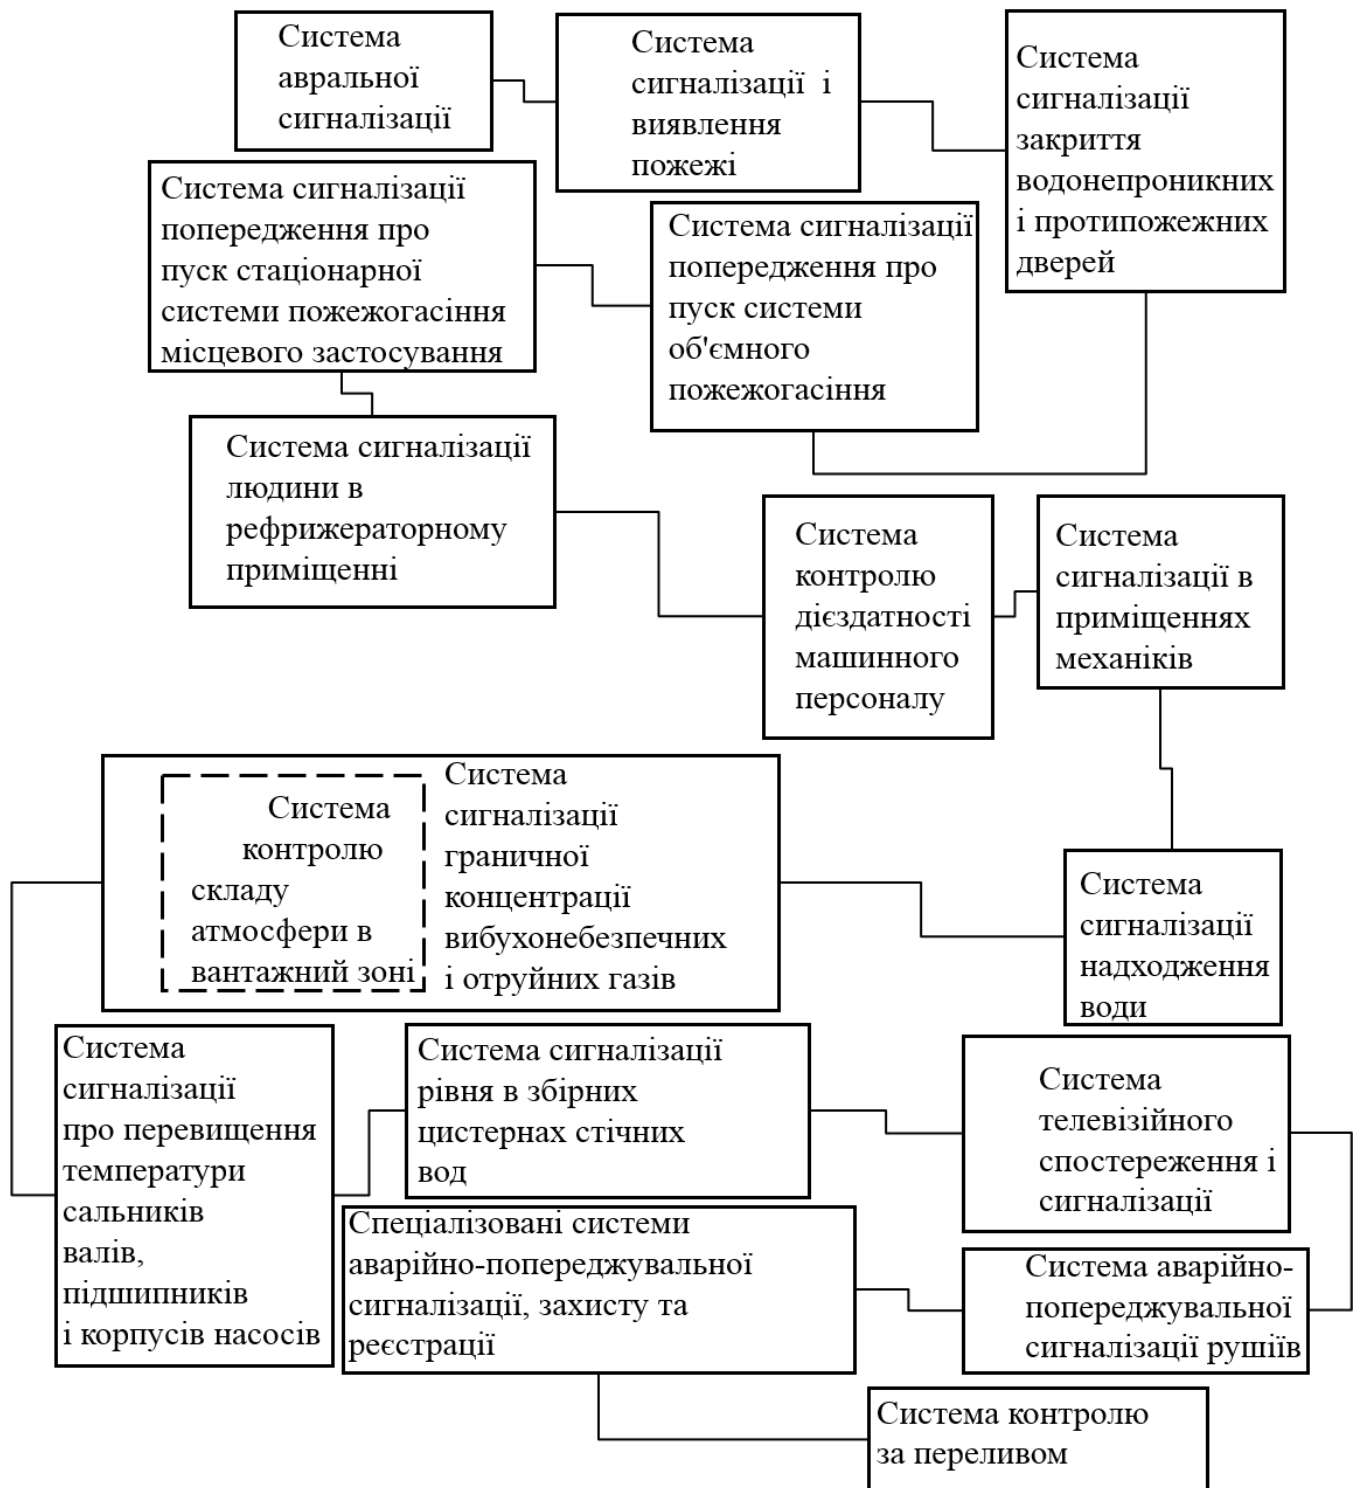 Система
авральної
сигналізації
Система
сигналізації і
виявлення
пожежі
Система
сигналізації
закриття
водонепроникних
і протипожежних
дверей
Система сигналізації
попередження про
пуск стаціонарної
системи пожежогасіння
місцевого застосування
Система сигналізації
попередження про
пуск системи
об'ємного
пожежогасіння
Система сигналізації
людини в
рефрижераторному
приміщенні
Система
контролю
дієздатності
машинного
персоналу
Система
сигналізації в
приміщеннях
механіків
Система
контролю
складу
атмосфери в
вантажний зоні
Система
сигналізації
граничної
концентрації
вибухонебезпечних
і отруйних газів
Система
сигналізації
надходження
води
Система
сигналізації
про перевищення
температури
сальників
валів,
підшипників
і корпусів насосів
Система сигналізації
рівня в збірних
цистернах стічних
вод
Система
телевізійного
спостереження і
сигналізації
Спеціалізовані системи
аварійно-попереджувальної
сигналізації, захисту та
реєстрації
Система аварійно-
попереджувальної
сигналізації рушіїв
Система контролю
за переливом